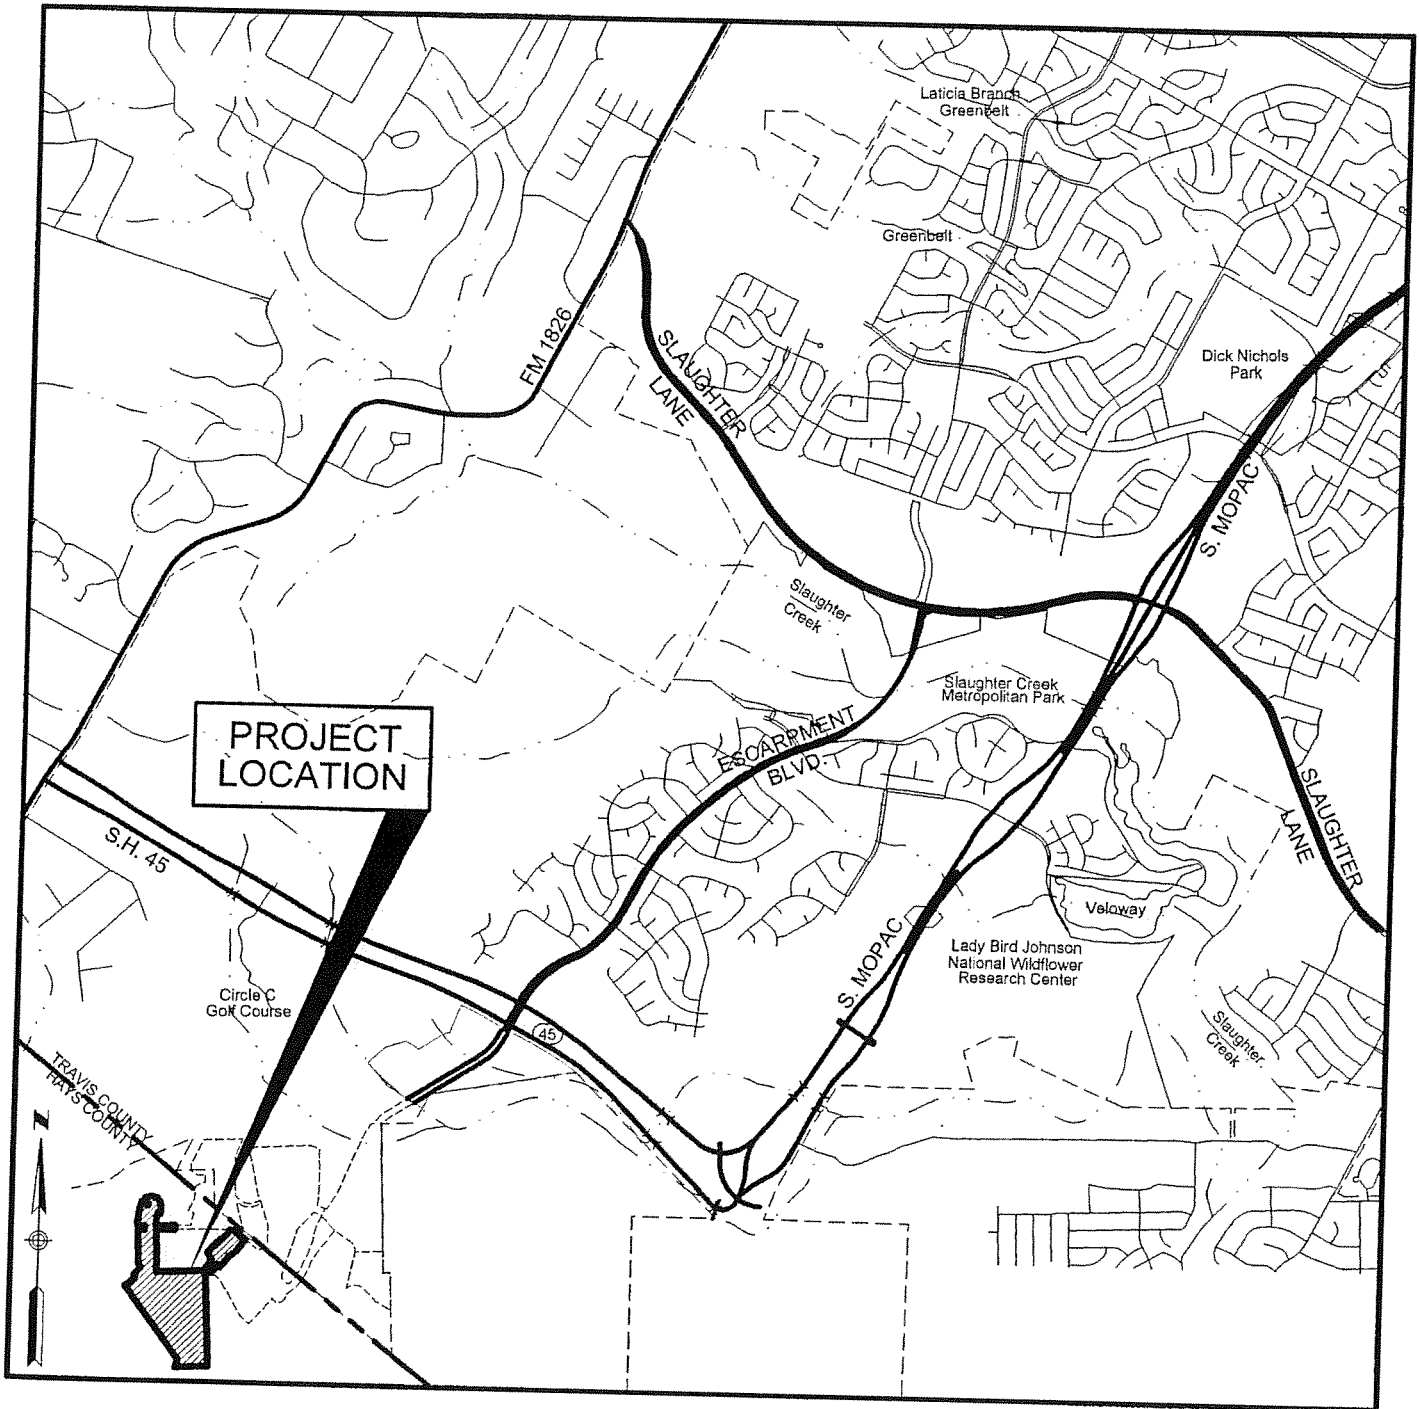 Laticia Branch
Greenbelt
Greenbelt
FM 1826
SLAUGHTER
LANE
Dick Nichols
Park
S. MOPAC
Slaughter
Creek
Slaughter Creek
Metropolitan Park
PROJECT
LOCATION
ESCARPMENT
BLVD.
SLAUGHTER
LANE
S.H. 45
Veloway
S. MOPAC
Lady Bird Johnson
National Wildflower
Research Center
Circle C
Golf Course
45
Slaughter
Creek
TRAVIS COUNTY
HAYS COUNTY
N